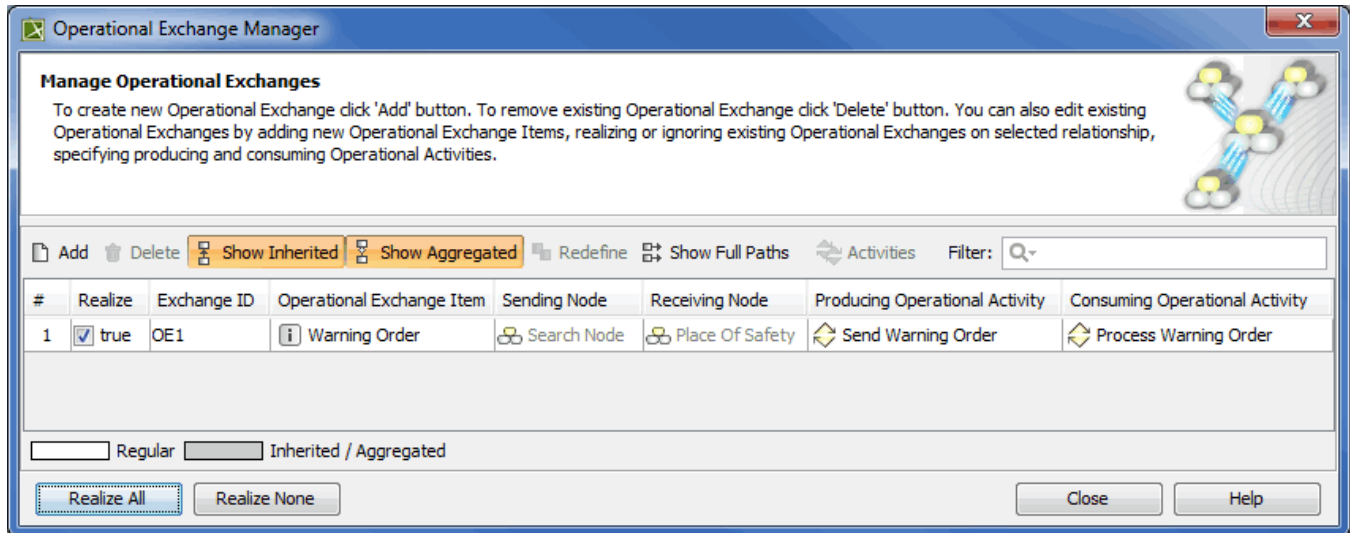 Operational Exchange Manager
Manage Operational Exchanges
To create new Operational Exchange click 'Add' button. To remove existing Operational Exchange click 'Delete' button. You can also edit existing
Operational Exchanges by adding new Operational Exchange Items, realizing or ignoring existing Operational Exchanges on selected relationship,
specifying producing and consuming Operational Activities.
Add Delete Show Inherited Show Aggregated Redefine Show Full Paths Activities Filter:
# Realize Exchange ID Operational Exchange Item Sending Node Receiving Node Producing Operational Activity Consuming Operational Activity
1 true OE1 Warning Order Search Node Place Of Safety Send Warning Order Process Warning Order
Regular Inherited / Aggregated
Realize All Realize None Close Help